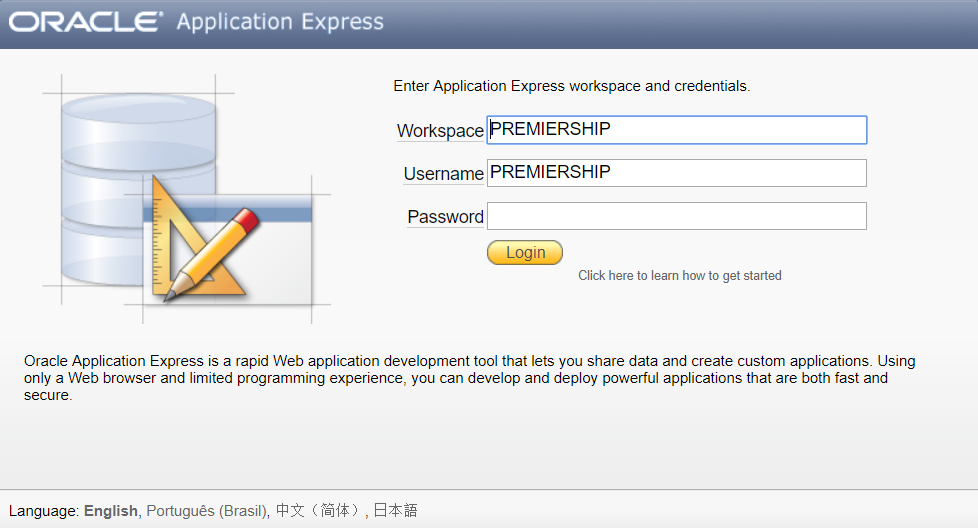 ORACLE® Application Express
Enter Application Express workspace and credentials.
Workspace PREMIERSHIP
Username PREMIERSHIP
Password
Login
Click here to learn how to get started
Oracle Application Express is a rapid Web application development tool that lets you share data and create custom applications. Using
only a Web browser and limited programming experience, you can develop and deploy powerful applications that are both fast and
secure.
Language: English, Português (Brasil), 中文（简体）, 日本語